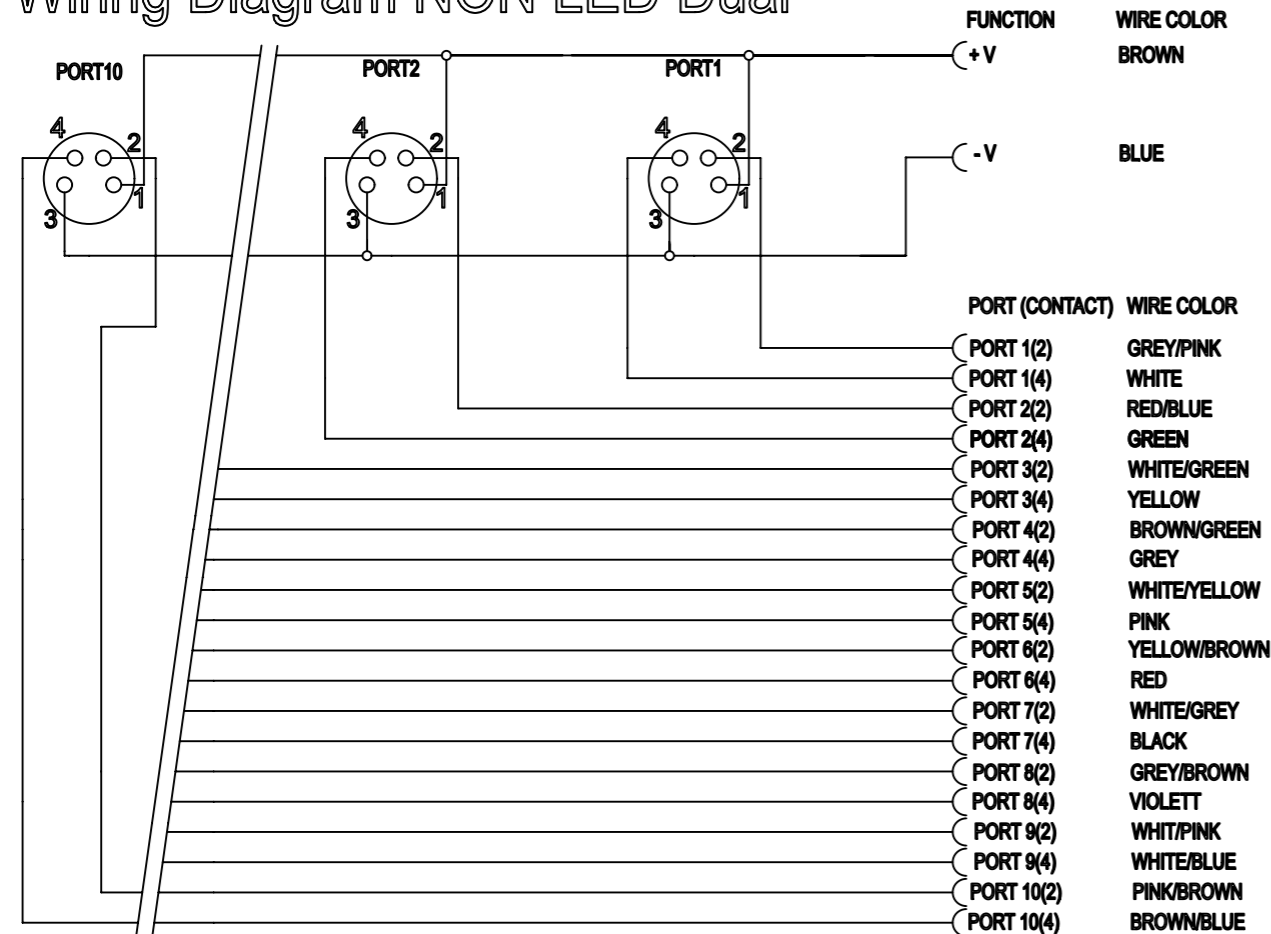 Wiring Diagram NON LED Dual
FUNCTION WIRE COLOR
+ V BROWN
PORT10 PORT2 PORT1
4 2 4 2 4 2
- V BLUE
3 1 3 1 3 1
PORT (CONTACT) WIRE COLOR
PORT 1(2) GREY/PINK
PORT 1(4) WHITE
PORT 2(2) RED/BLUE
PORT 2(4) GREEN
PORT 3(2) WHITE/GREEN
PORT 3(4) YELLOW
PORT 4(2) BROWN/GREEN
PORT 4(4) GREY
PORT 5(2) WHITE/YELLOW
PORT 5(4) PINK
PORT 6(2) YELLOW/BROWN
PORT 6(4) RED
PORT 7(2) WHITE/GREY
PORT 7(4) BLACK
PORT 8(2) GREY/BROWN
PORT 8(4) VIOLETT
PORT 9(2) WHIT/PINK
PORT 9(4) WHITE/BLUE
PORT 10(2) PINK/BROWN
PORT 10(4) BROWN/BLUE